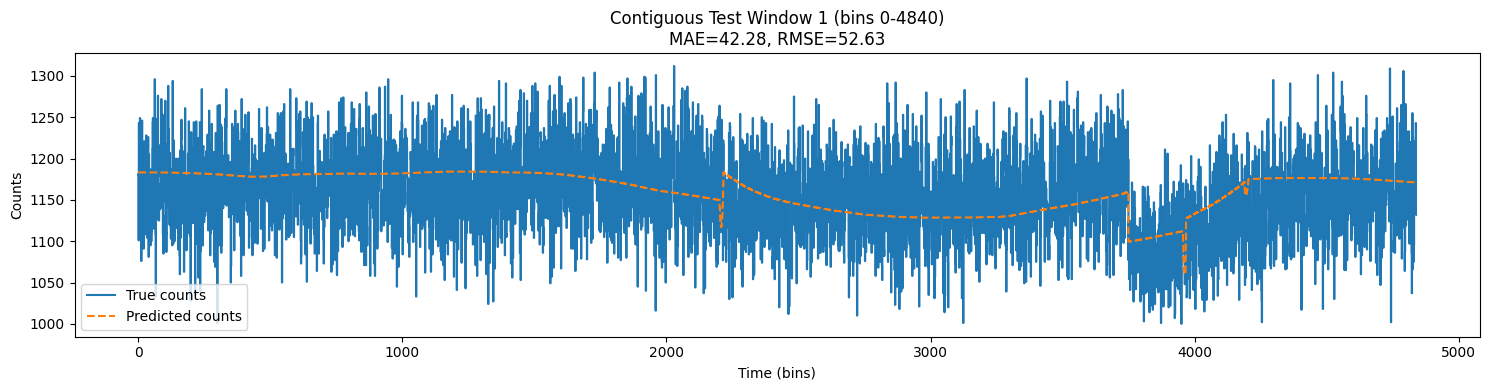 Contiguous Test Window 1 (bins 0-4840)
MAE=42.28, RMSE=52.63
Counts
1300
1250
1200
1150
1100
1050
1000
True counts
Predicted counts
0
1000
2000
3000
4000
5000
Time (bins)